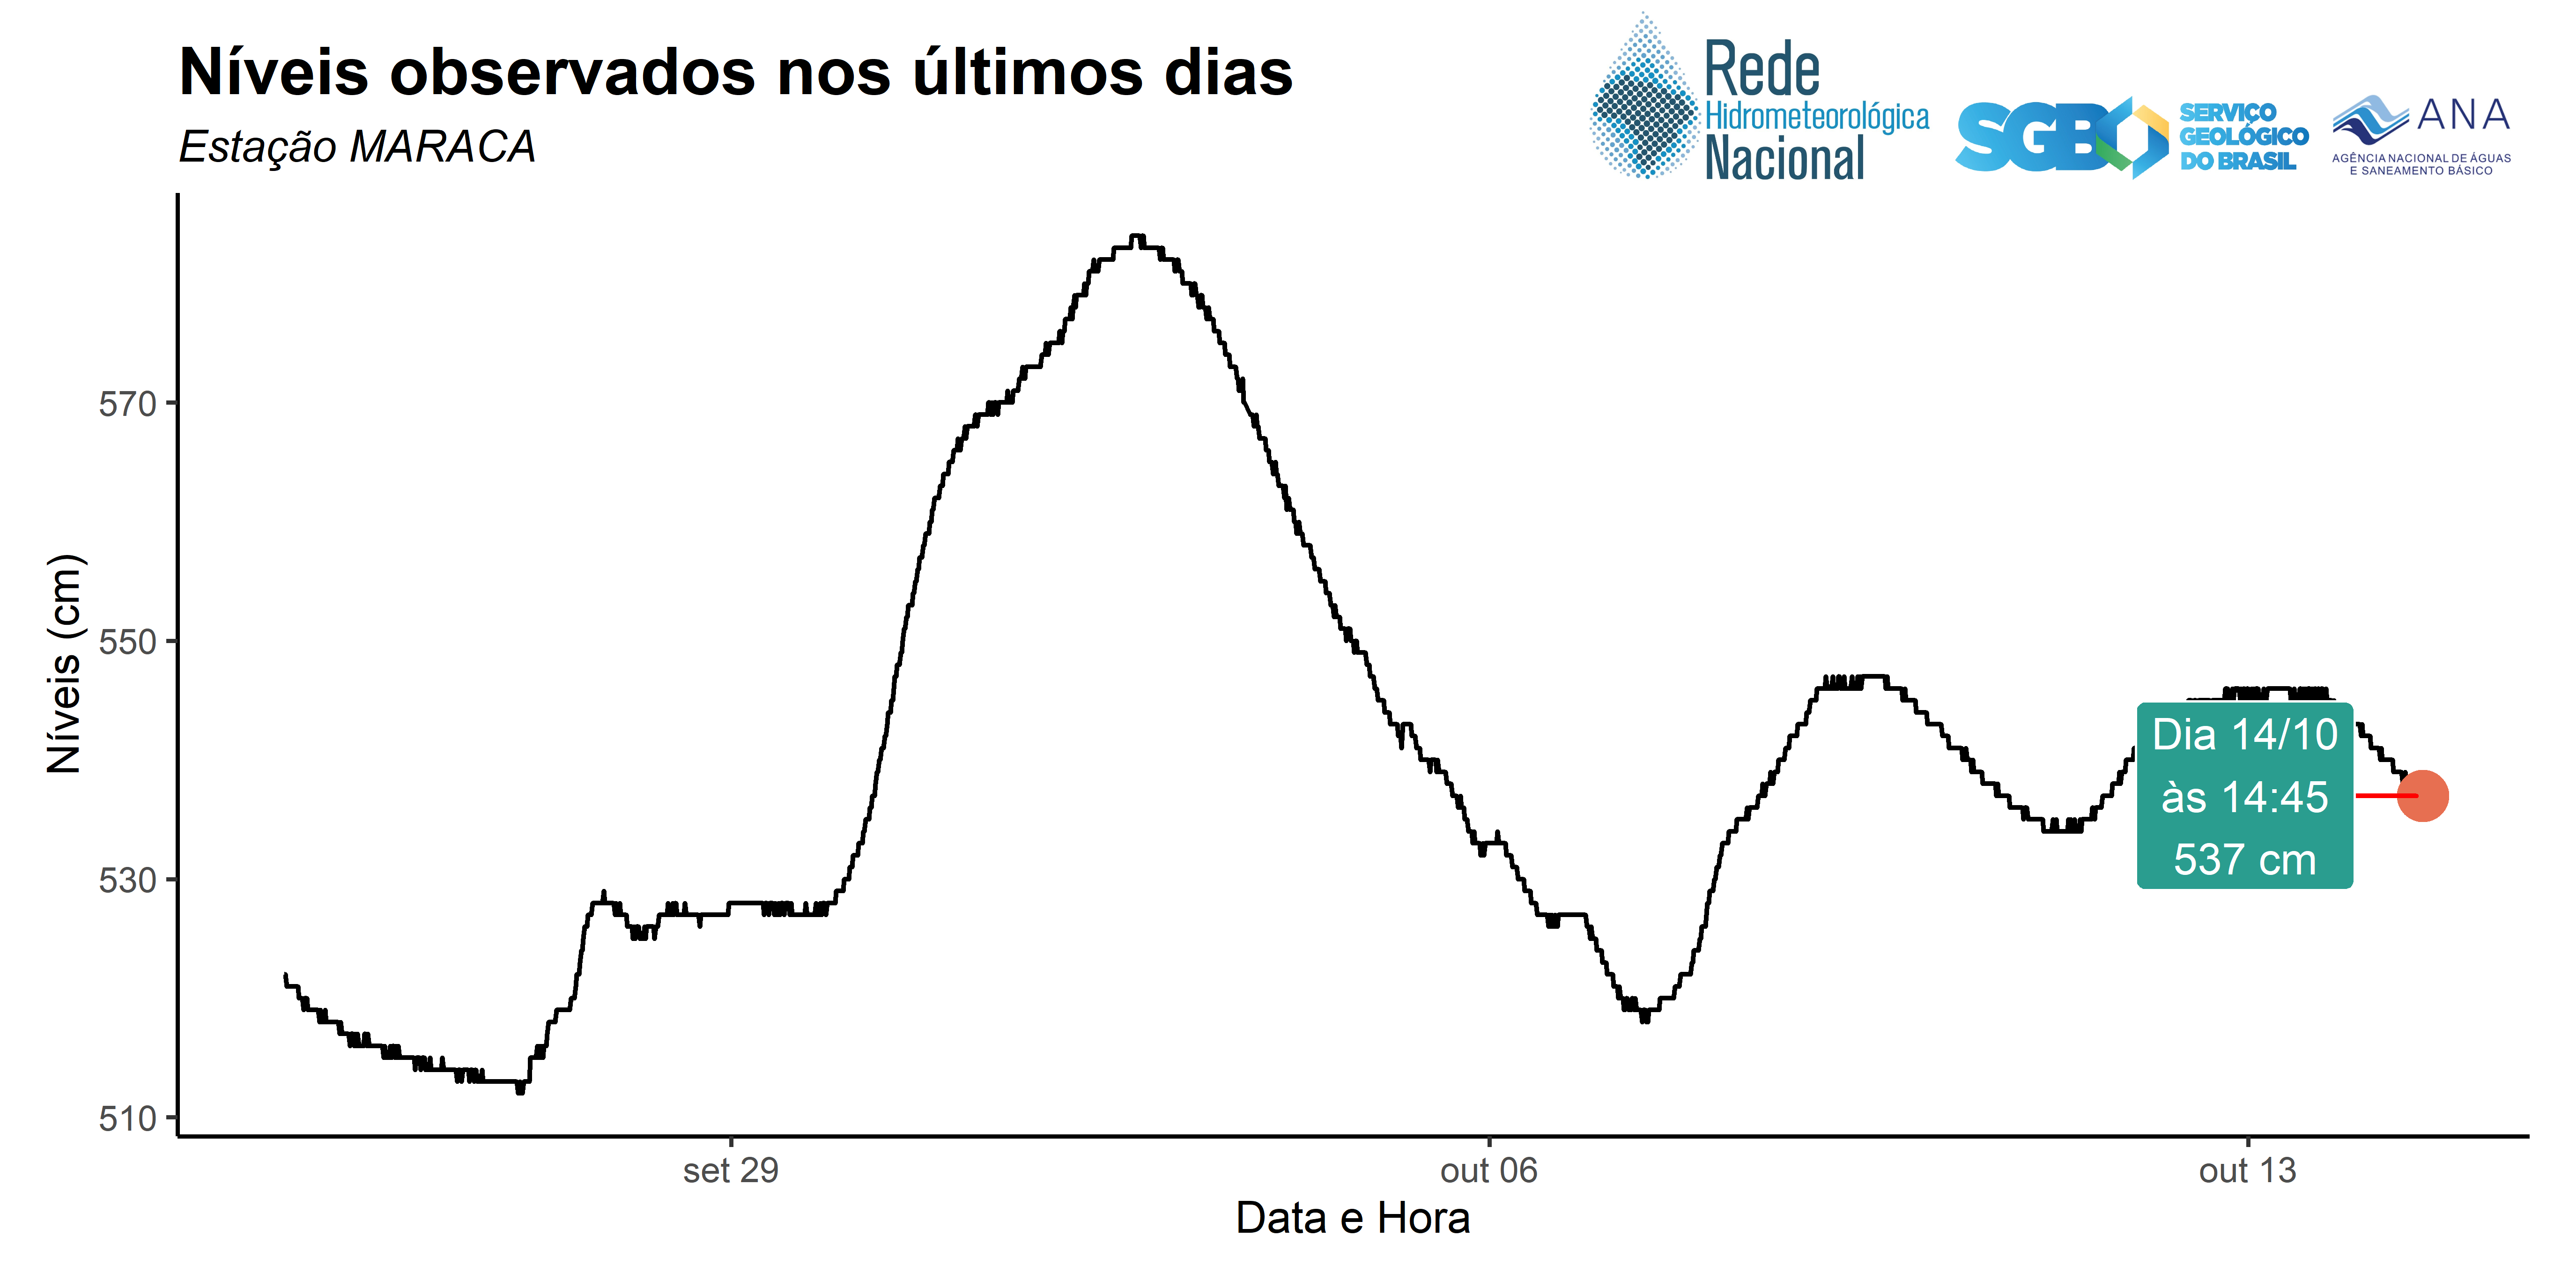 Níveis observados nos últimos dias
Estação MARACA
Rede
Hidrometeorológica
Nacional
SGB
SERVIÇO
GEOLÓGICO
DO BRASIL
ANA
AGÊNCIA NACIONAL DE ÁGUAS
E SANEAMENTO BÁSICO
Níveis (cm)
570
550
530
510
Dia 14/10
às 14:45
537 cm
set 29
out 06
out 13
Data e Hora